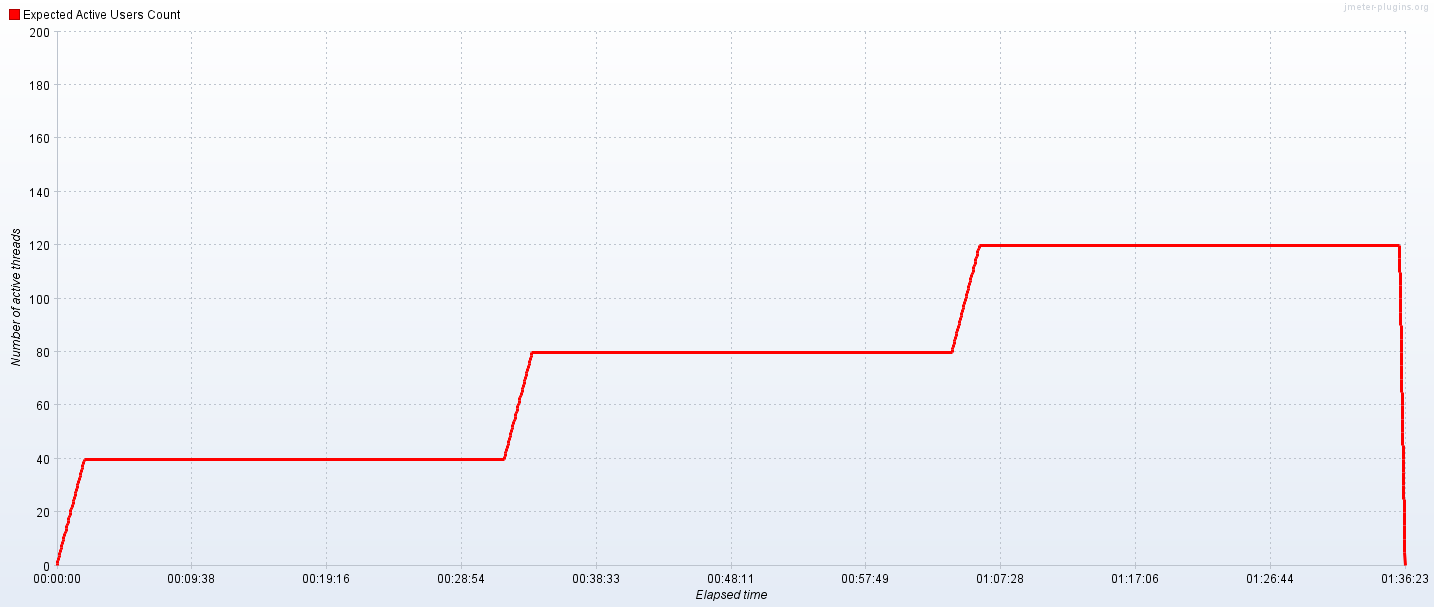 Expected Active Users Count
jmeter-plugins.org
200
180
160
140
120
100
80
60
40
20
0
Number of active threads
00:00:00 00:09:38 00:19:16 00:28:54 00:38:33 00:48:11 00:57:49 01:07:28 01:17:06 01:26:44 01:36:23
Elapsed time